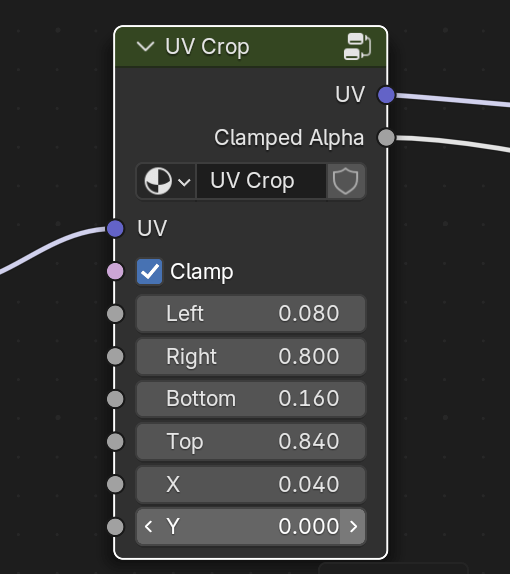 UV Crop
UV
Clamped Alpha
UV Crop
UV
Clamp
Left 0.080
Right 0.800
Bottom 0.160
Top 0.840
X 0.040
Y 0.000